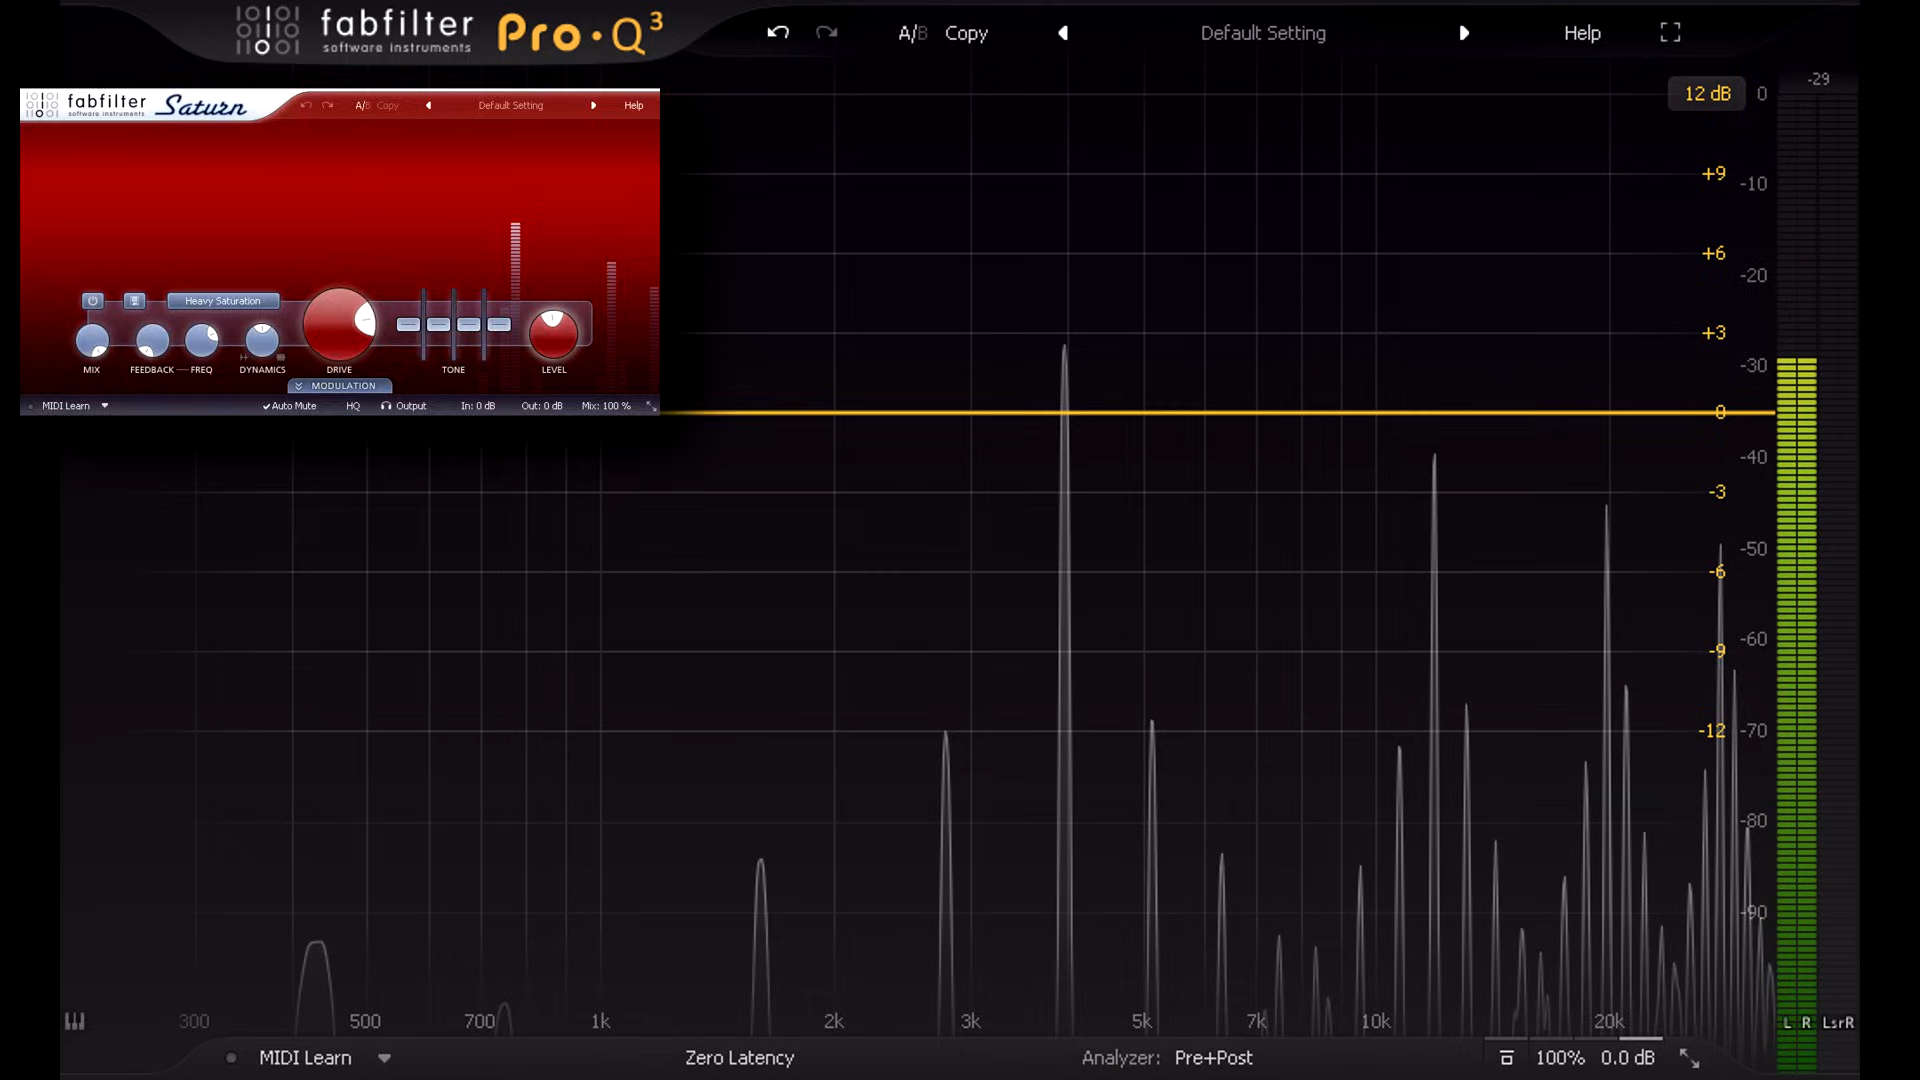 fabfilter Pro·Q³
software instruments
A/B Copy Default Setting Help
fabfilter Saturn A/B Copy Default Setting Help
software instruments
Heavy Saturation
MIX FEEDBACK FREQ DYNAMICS DRIVE TONE LEVEL
MODULATION
MIDI Learn Auto Mute HQ Output In: 0 dB Out: 0 dB Mix: 100 %
-29
12 dB 0
+9 -10
+6 -20
+3 -30
0 -40
-3 -50
-6 -60
-9 -70
-12 -80
-90
300 500 700 1k 2k 3k 5k 7k 10k 20k L R LsrR
MIDI Learn Zero Latency Analyzer: Pre+Post 100% 0.0 dB